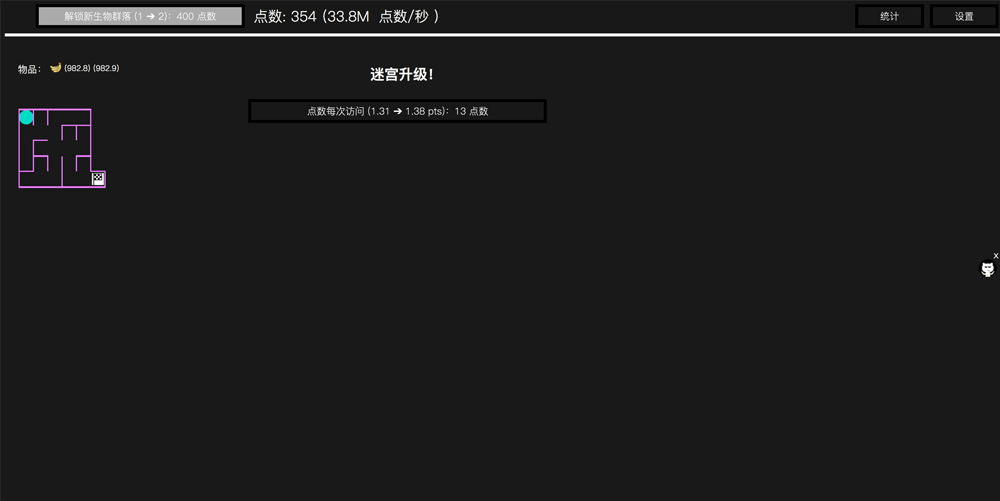 解锁新生物群落 (1 ➔ 2)：400 点数
点数: 354 (33.8M 点数/秒 )
统计
设置
物品： (982.8) (982.9)
迷宫升级！
点数每次访问 (1.31 ➔ 1.38 pts)：13 点数
x